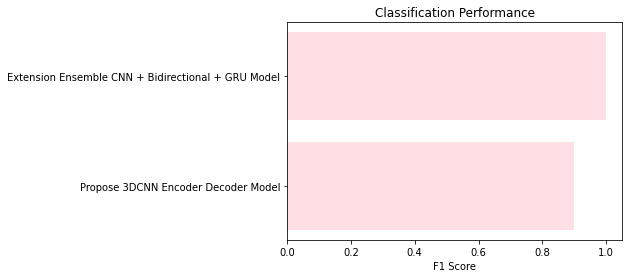 Classification Performance
Extension Ensemble CNN + Bidirectional + GRU Model
Propose 3DCNN Encoder Decoder Model
0.0 0.2 0.4 0.6 0.8 1.0
F1 Score